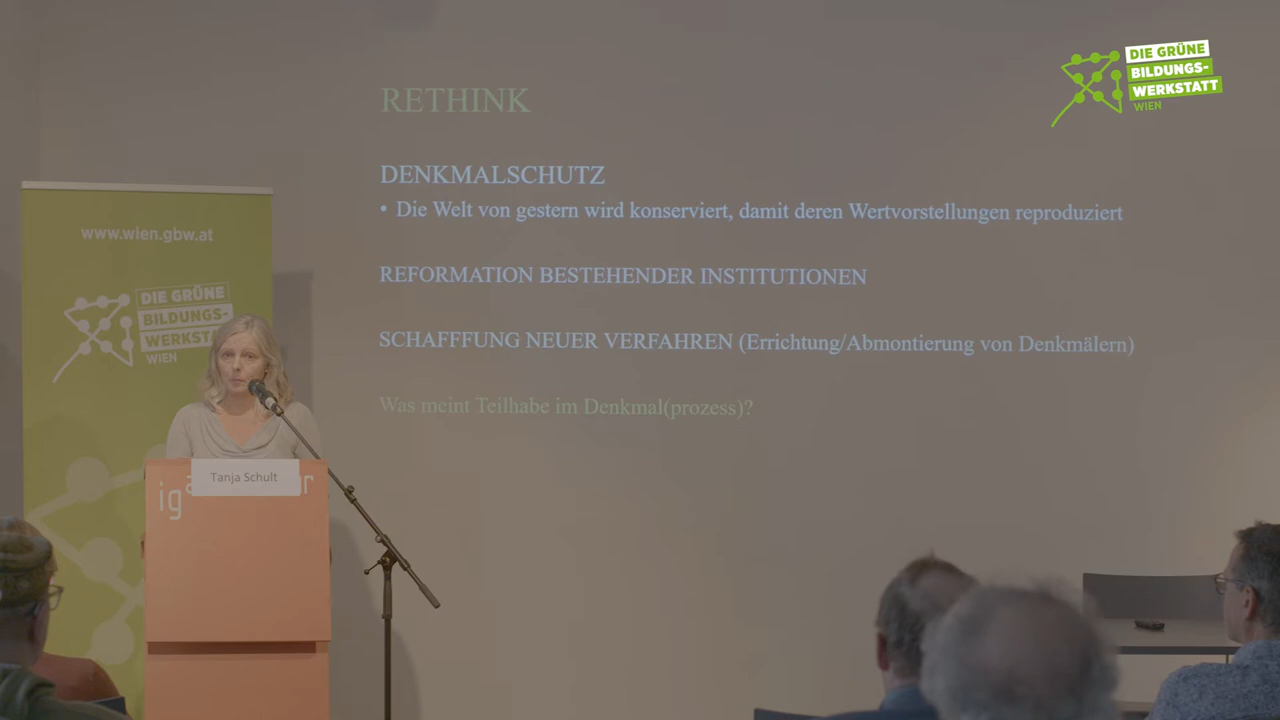 DIE GRÜNE
BILDUNGS-
WERKSTATT
WIEN
RETHINK
DENKMALSCHUTZ
• Die Welt von gestern wird konserviert, damit deren Wertvorstellungen reproduziert
REFORMATION BESTEHENDER INSTITUTIONEN
SCHAFFFUNG NEUER VERFAHREN (Errichtung/Abmontierung von Denkmälern)
Was meint Teilhabe im Denkmal(prozess)?
www.wien.gbw.at
DIE GRÜNE
BILDUNGS-
WIEN
Tanja Schult
ig